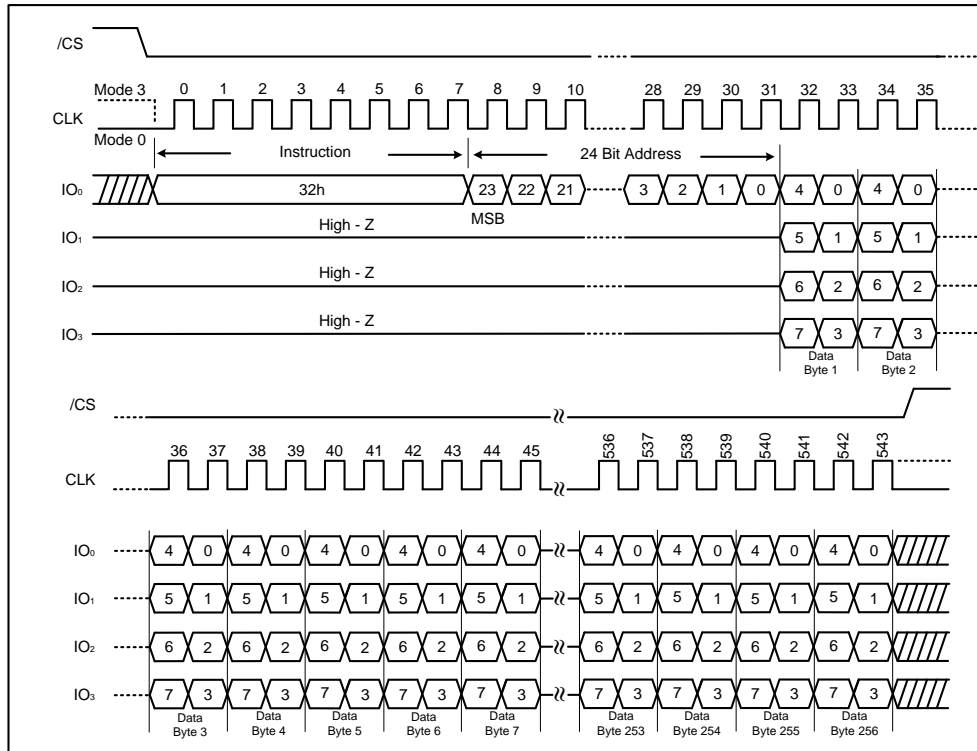 /CS
Mode 3 0 1 2 3 4 5 6 7 8 9 10 28 29 30 31 32 33 34 35
CLK
Mode 0
Instruction 24 Bit Address
IO₀ 32h 23 22 21 3 2 1 0 4 0 4 0
MSB
High - Z
IO₁ 5 1 5 1
High - Z
IO₂ 6 2 6 2
High - Z
IO₃ 7 3 7 3
Data Data
Byte 1 Byte 2
/CS
36 37 38 39 40 41 42 43 44 45 536 537 538 539 540 541 542 543
CLK
IO₀ 4 0 4 0 4 0 4 0 4 0 4 0 4 0 4 0 4 0
IO₁ 5 1 5 1 5 1 5 1 5 1 5 1 5 1 5 1 5 1
IO₂ 6 2 6 2 6 2 6 2 6 2 6 2 6 2 6 2 6 2
IO₃ 7 3 7 3 7 3 7 3 7 3 7 3 7 3 7 3 7 3
Data Data Data Data Data Data Data Data Data
Byte 3 Byte 4 Byte 5 Byte 6 Byte 7 Byte 253 Byte 254 Byte 255 Byte 256